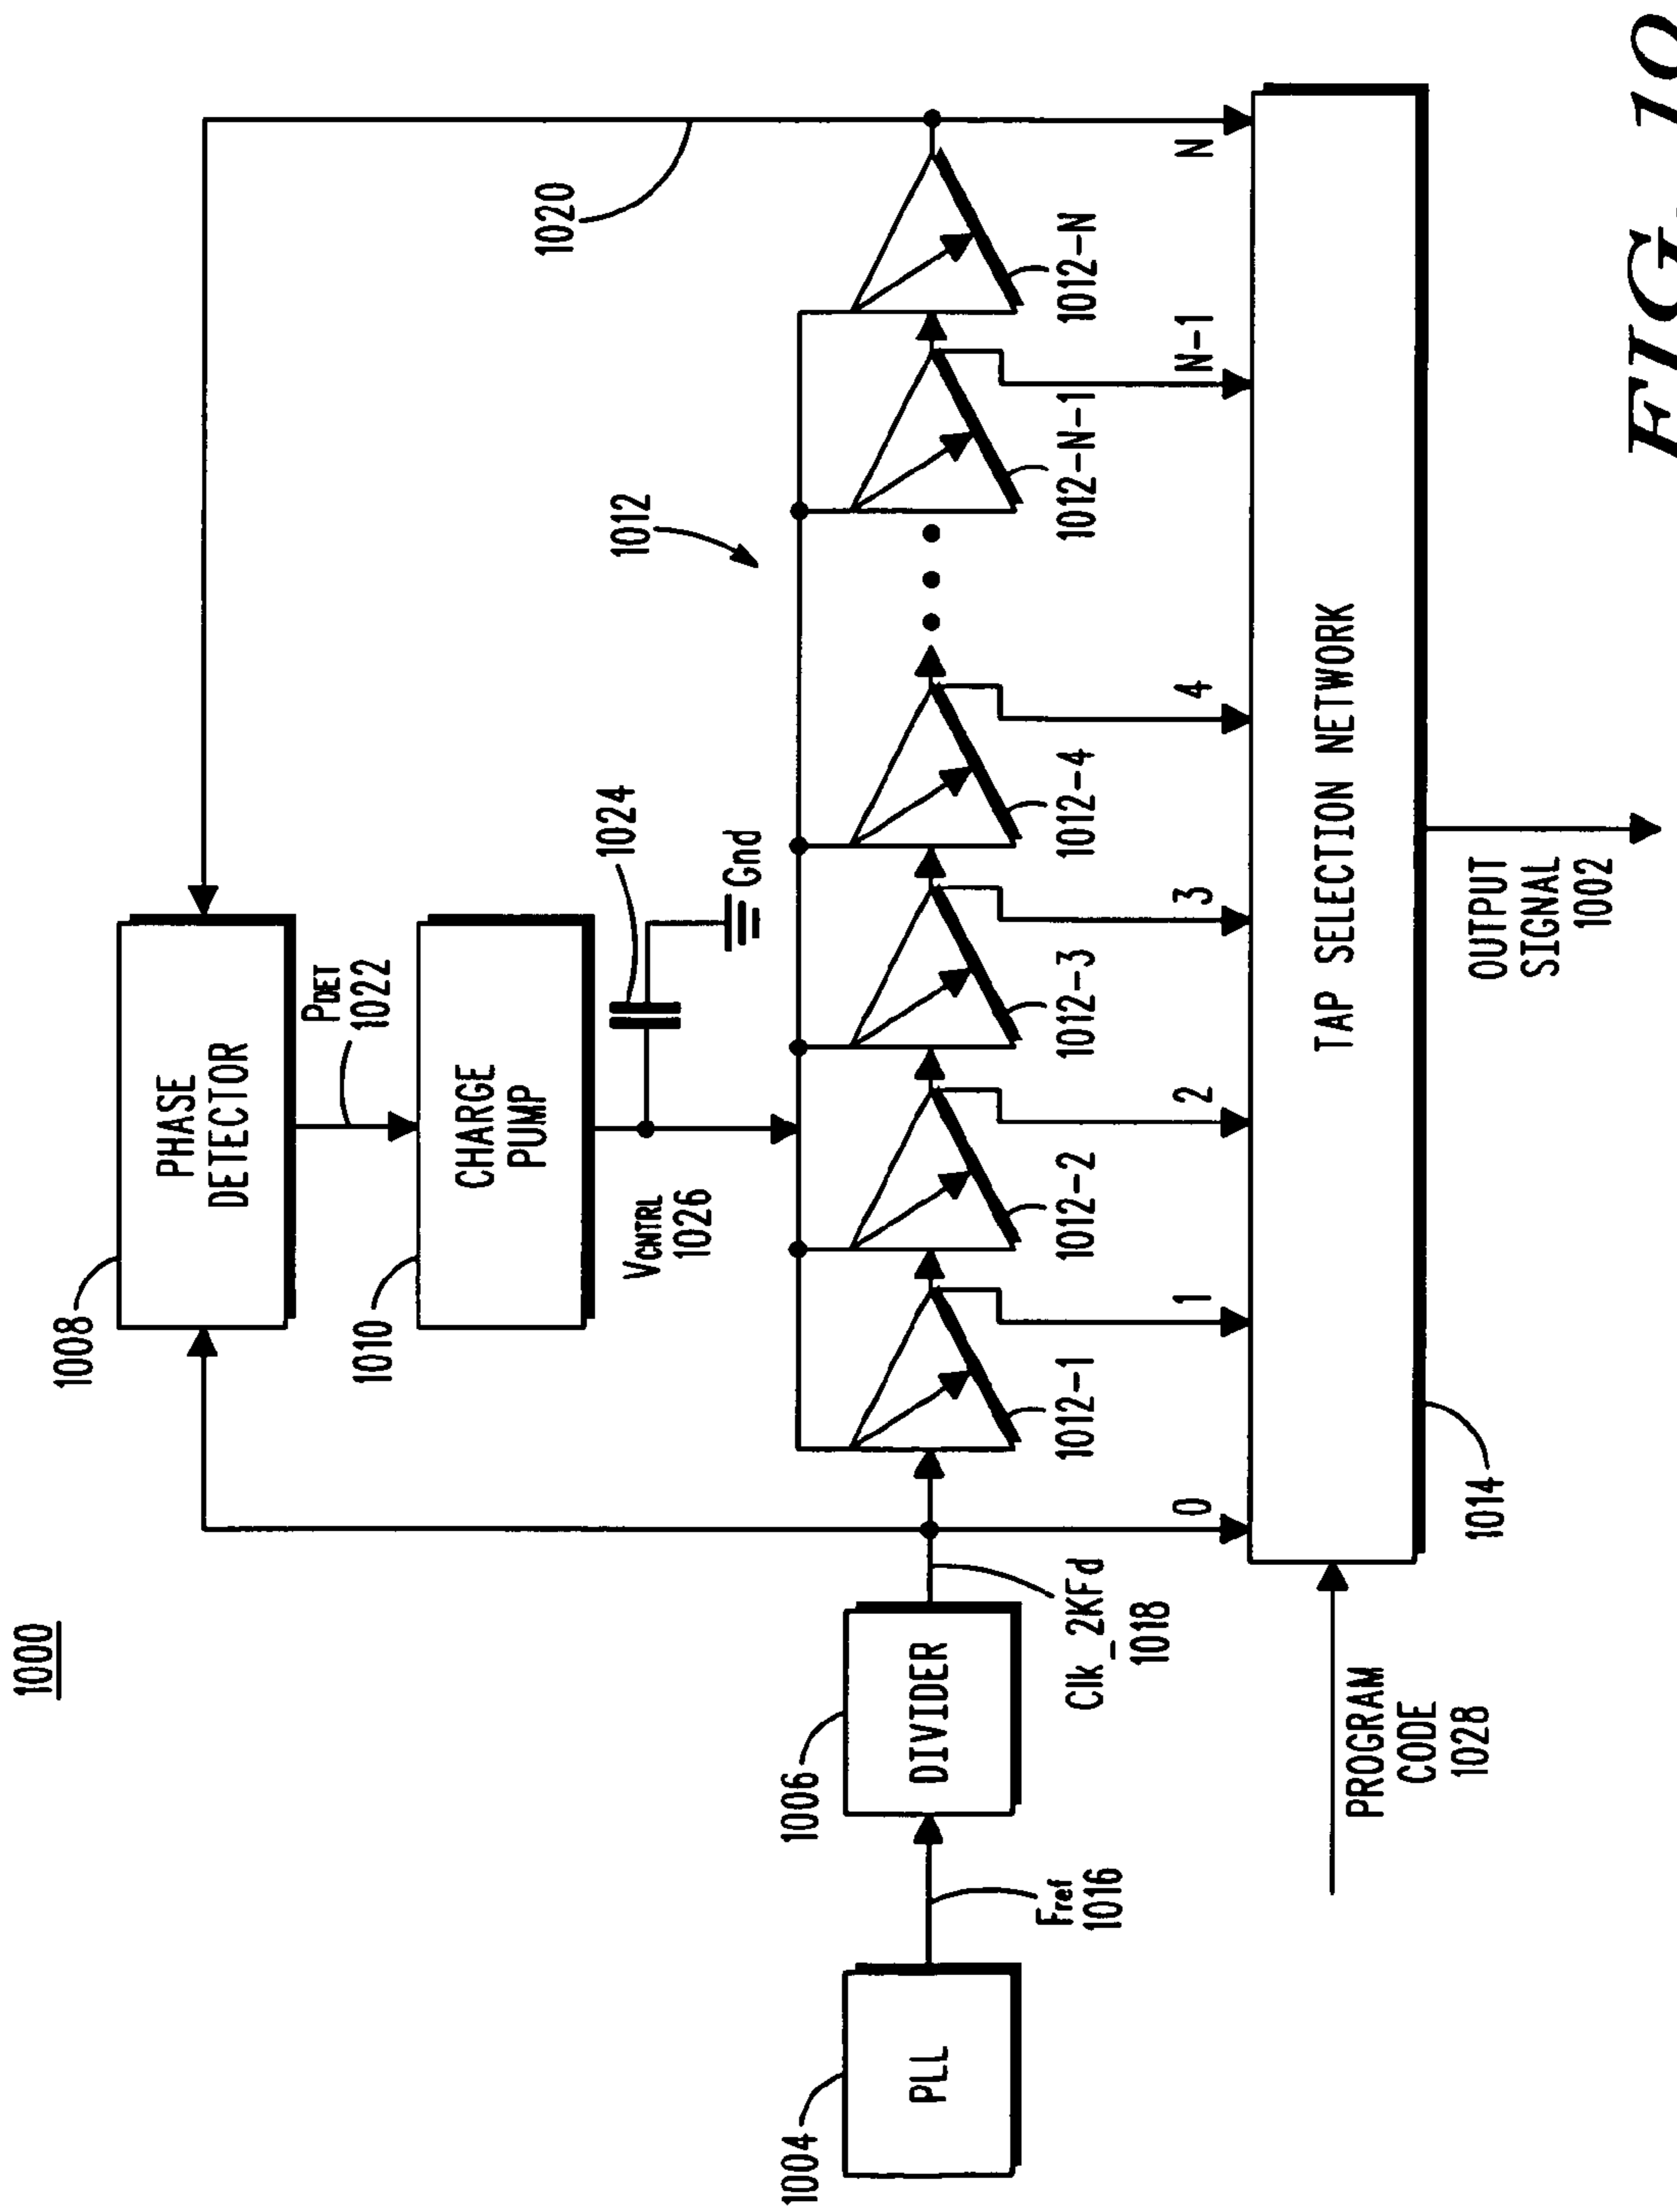 1000
1008
PHASE
DETECTOR
PDET
1022
1010
CHARGE
PUMP
VCNTRL
1026
1024
Gnd
1020
1012
1004
PLL
Fref
1016
1006
DIVIDER
Clk_2KFd
1018
1012-1
1012-2
1012-3
1012-4
1012-N-1
1012-N
0
1
2
3
4
N-1
N
PROGRAM
CODE
1028
TAP SELECTION NETWORK
1014
OUTPUT
SIGNAL
1002
FIG. 10